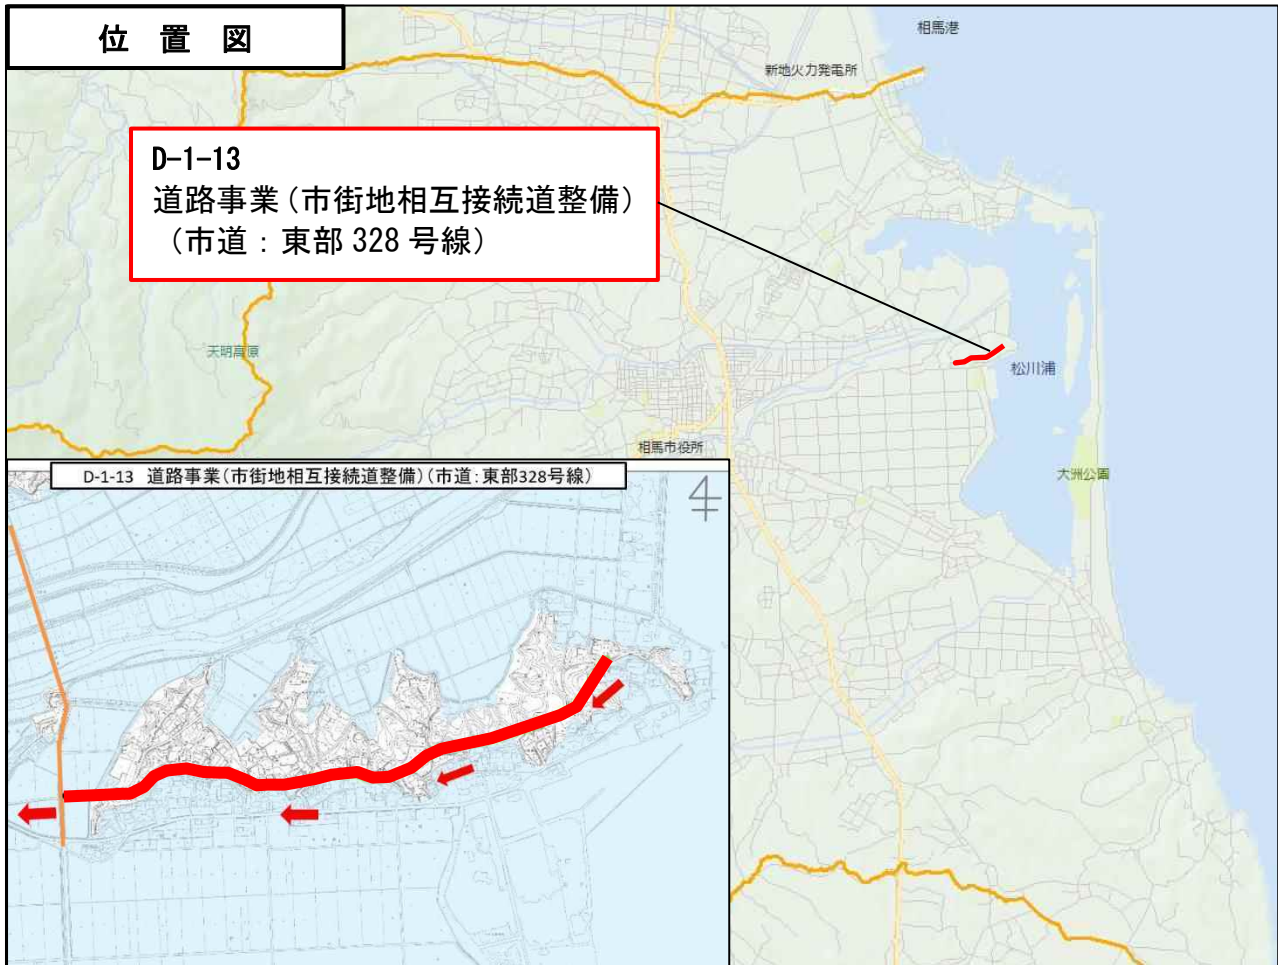 位 置 図
相馬港
新地火力発電所
D-1-13
道路事業（市街地相互接続道整備）
（市道：東部 328 号線）
天明高原
松川浦
相馬市役所
大洲公園
D-1-13 道路事業（市街地相互接続道整備）（市道：東部328号線）